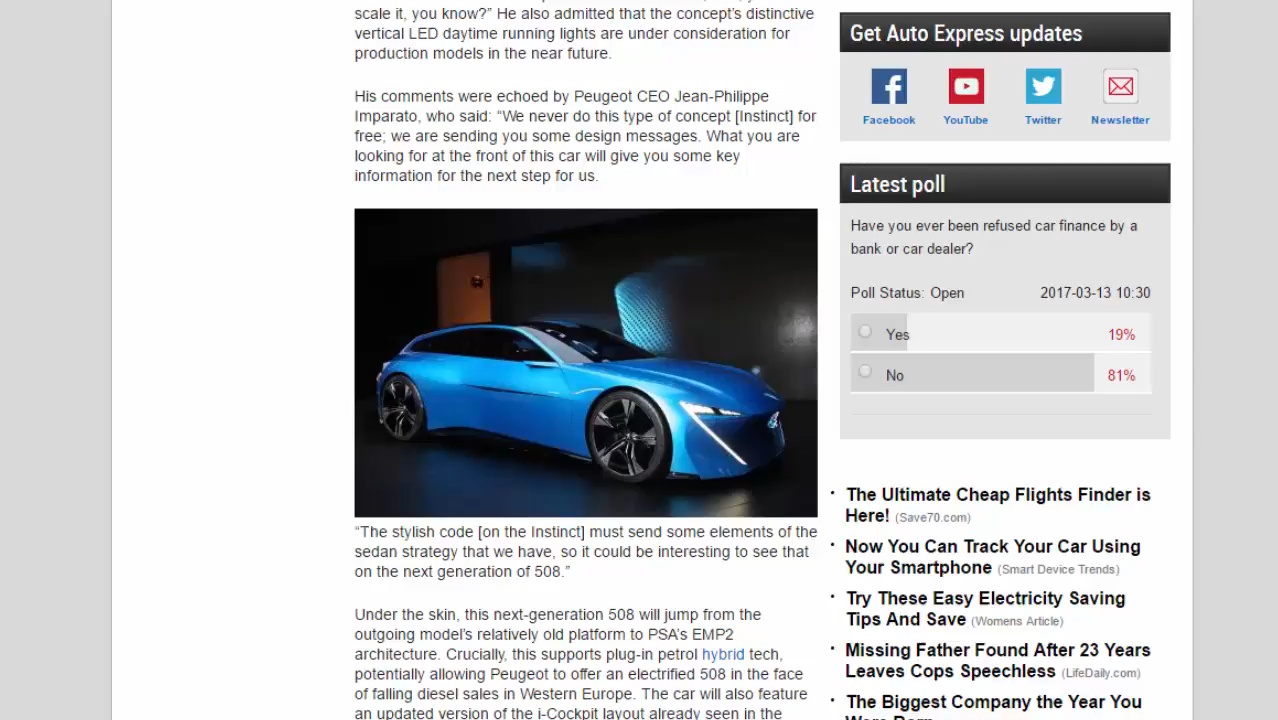 scale it, you know?” He also admitted that the concept’s distinctive
vertical LED daytime running lights are under consideration for
production models in the near future.
His comments were echoed by Peugeot CEO Jean-Philippe
Imparato, who said: “We never do this type of concept [Instinct] for
free; we are sending you some design messages. What you are
looking for at the front of this car will give you some key
information for the next step for us.
“The stylish code [on the Instinct] must send some elements of the
sedan strategy that we have, so it could be interesting to see that
on the next generation of 508.”
Under the skin, this next-generation 508 will jump from the
outgoing model’s relatively old platform to PSA’s EMP2
architecture. Crucially, this supports plug-in petrol hybrid tech,
potentially allowing Peugeot to offer an electrified 508 in the face
of falling diesel sales in Western Europe. The car will also feature
an updated version of the i-Cockpit layout already seen in the
Get Auto Express updates
Facebook YouTube Twitter Newsletter
Latest poll
Have you ever been refused car finance by a
bank or car dealer?
Poll Status: Open 2017-03-13 10:30
Yes 19%
No 81%
The Ultimate Cheap Flights Finder is
Here! (Save70.com)
Now You Can Track Your Car Using
Your Smartphone (Smart Device Trends)
Try These Easy Electricity Saving
Tips And Save (Womens Article)
Missing Father Found After 23 Years
Leaves Cops Speechless (LifeDaily.com)
The Biggest Company the Year You